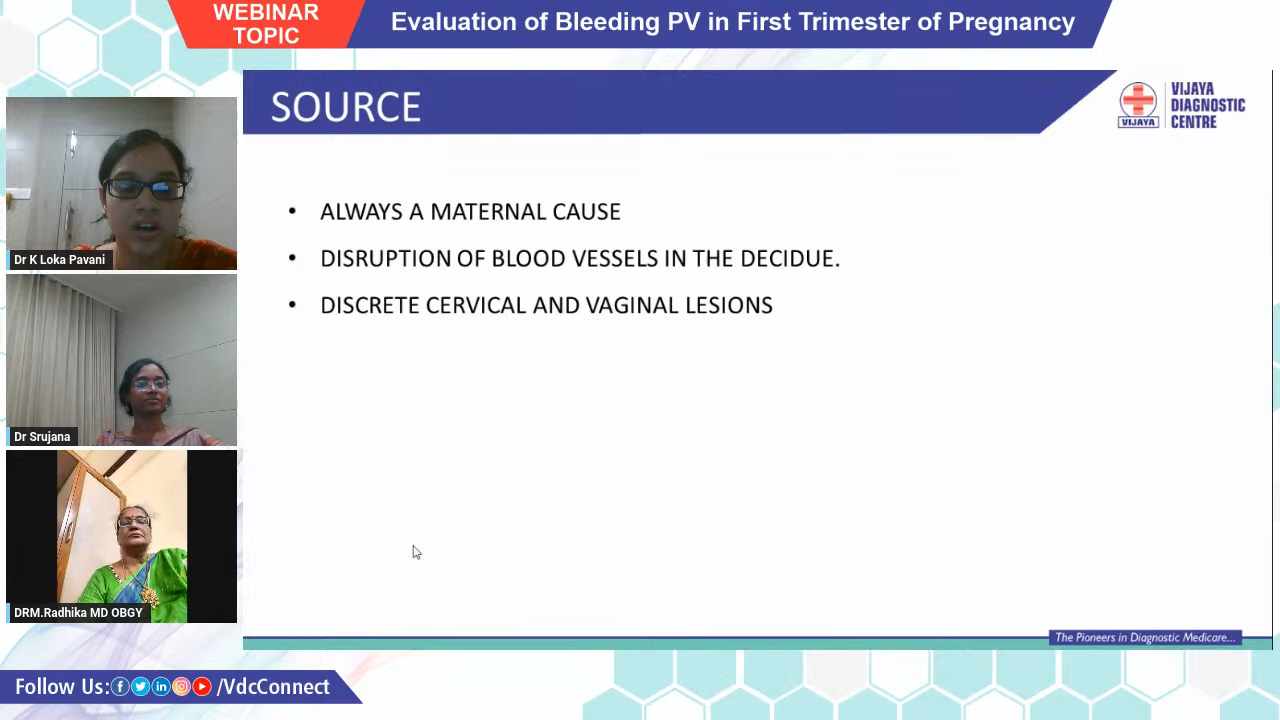 WEBINAR
TOPIC
Evaluation of Bleeding PV in First Trimester of Pregnancy
SOURCE
VIJAYA
VIJAYA
DIAGNOSTIC
CENTRE
• ALWAYS A MATERNAL CAUSE
• DISRUPTION OF BLOOD VESSELS IN THE DECIDUE.
• DISCRETE CERVICAL AND VAGINAL LESIONS
Dr K Loka Pavani
Dr Srujana
DRM.Radhika MD OBGY
The Pioneers in Diagnostic Medicare...
Follow Us: /VdcConnect